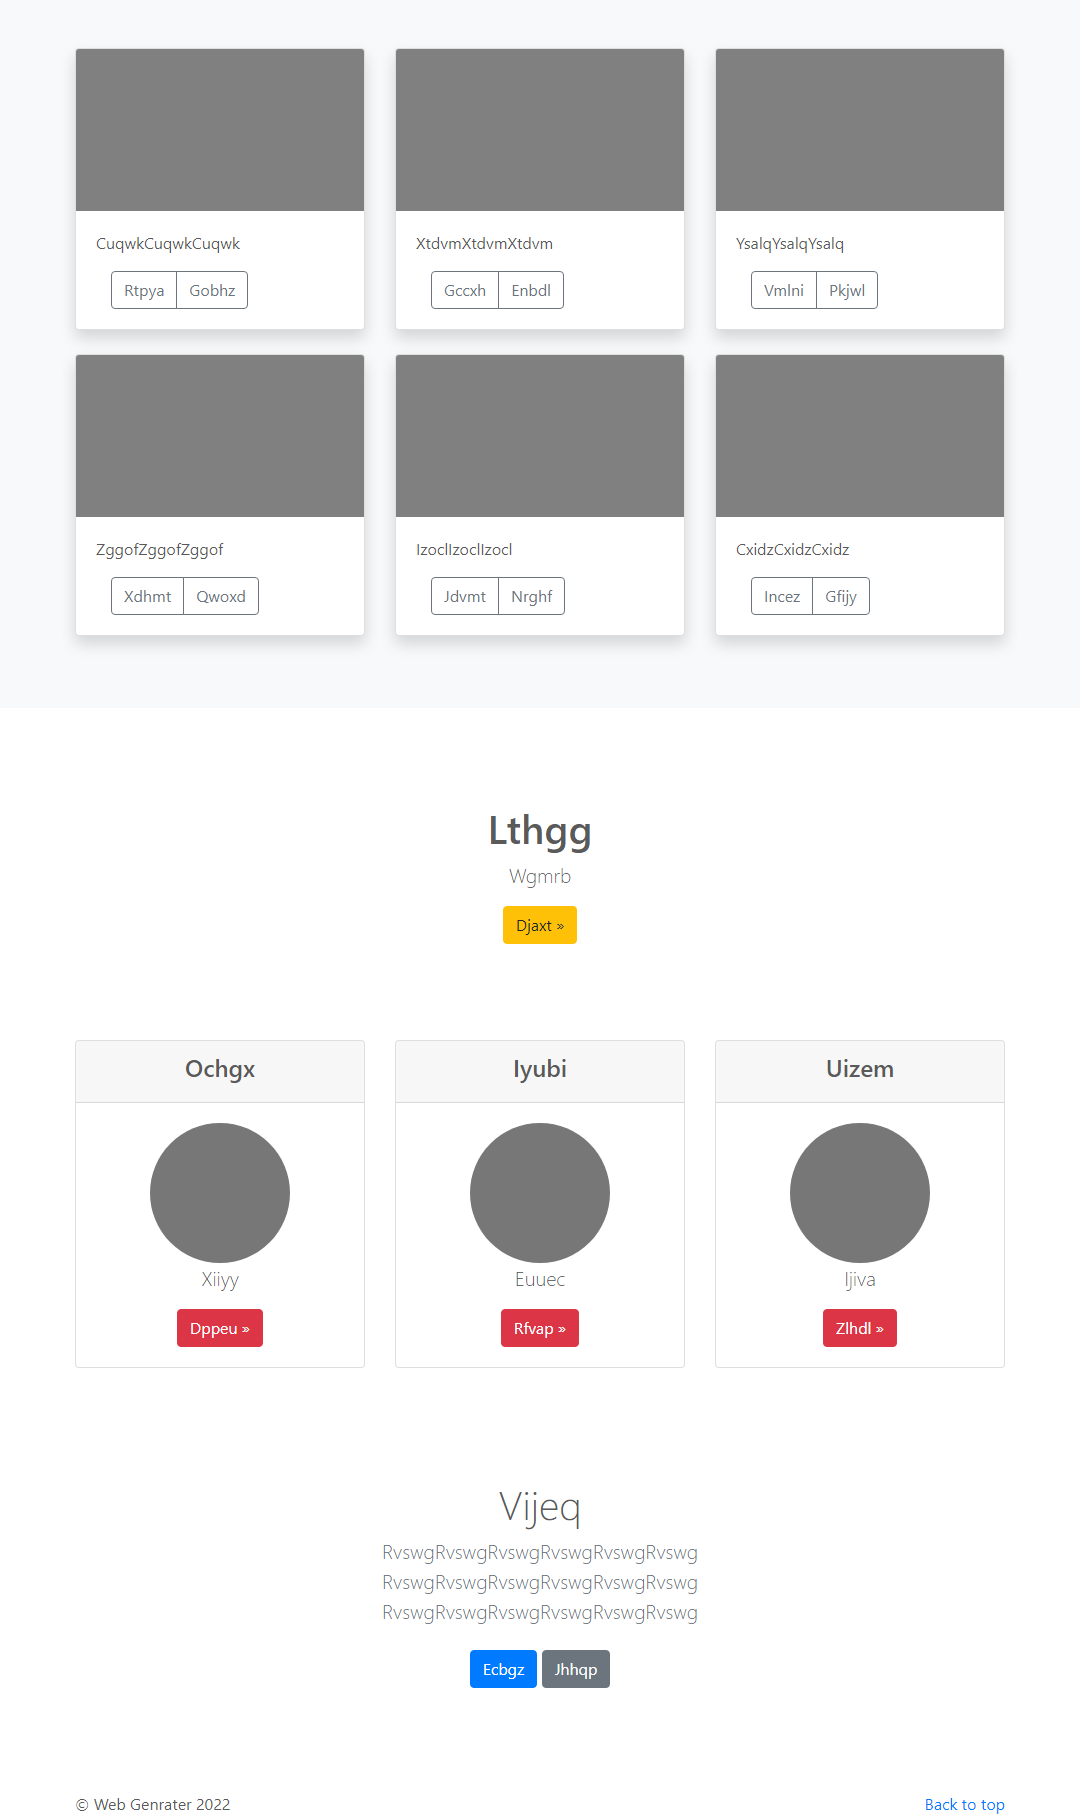 CuqwkCuqwkCuqwk
XtdvmXtdvmXtdvm
YsalqYsalqYsalq
Rtpya Gobhz
Gccxh Enbdl
Vmlni Pkjwl
ZggofZggofZggof
IzoclIzoclIzocl
CxidzCxidzCxidz
Xdhmt Qwoxd
Jdvmt Nrghf
Incez Gfijy
Lthgg
Wgmrb
Djaxt »
Ochgx
Iyubi
Uizem
Xiiyy
Euuec
Ijiva
Dppeu »
Rfvap »
Zlhdl »
Vijeq
RvswgRvswgRvswgRvswgRvswgRvswg
RvswgRvswgRvswgRvswgRvswgRvswg
RvswgRvswgRvswgRvswgRvswgRvswg
Ecbgz Jhhqp
© Web Genrater 2022
Back to top